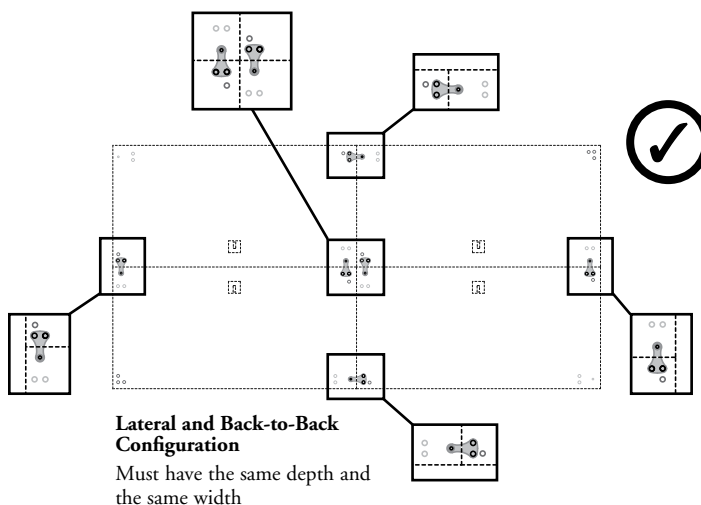 Lateral and Back-to-Back
Configuration
Must have the same depth and
the same width